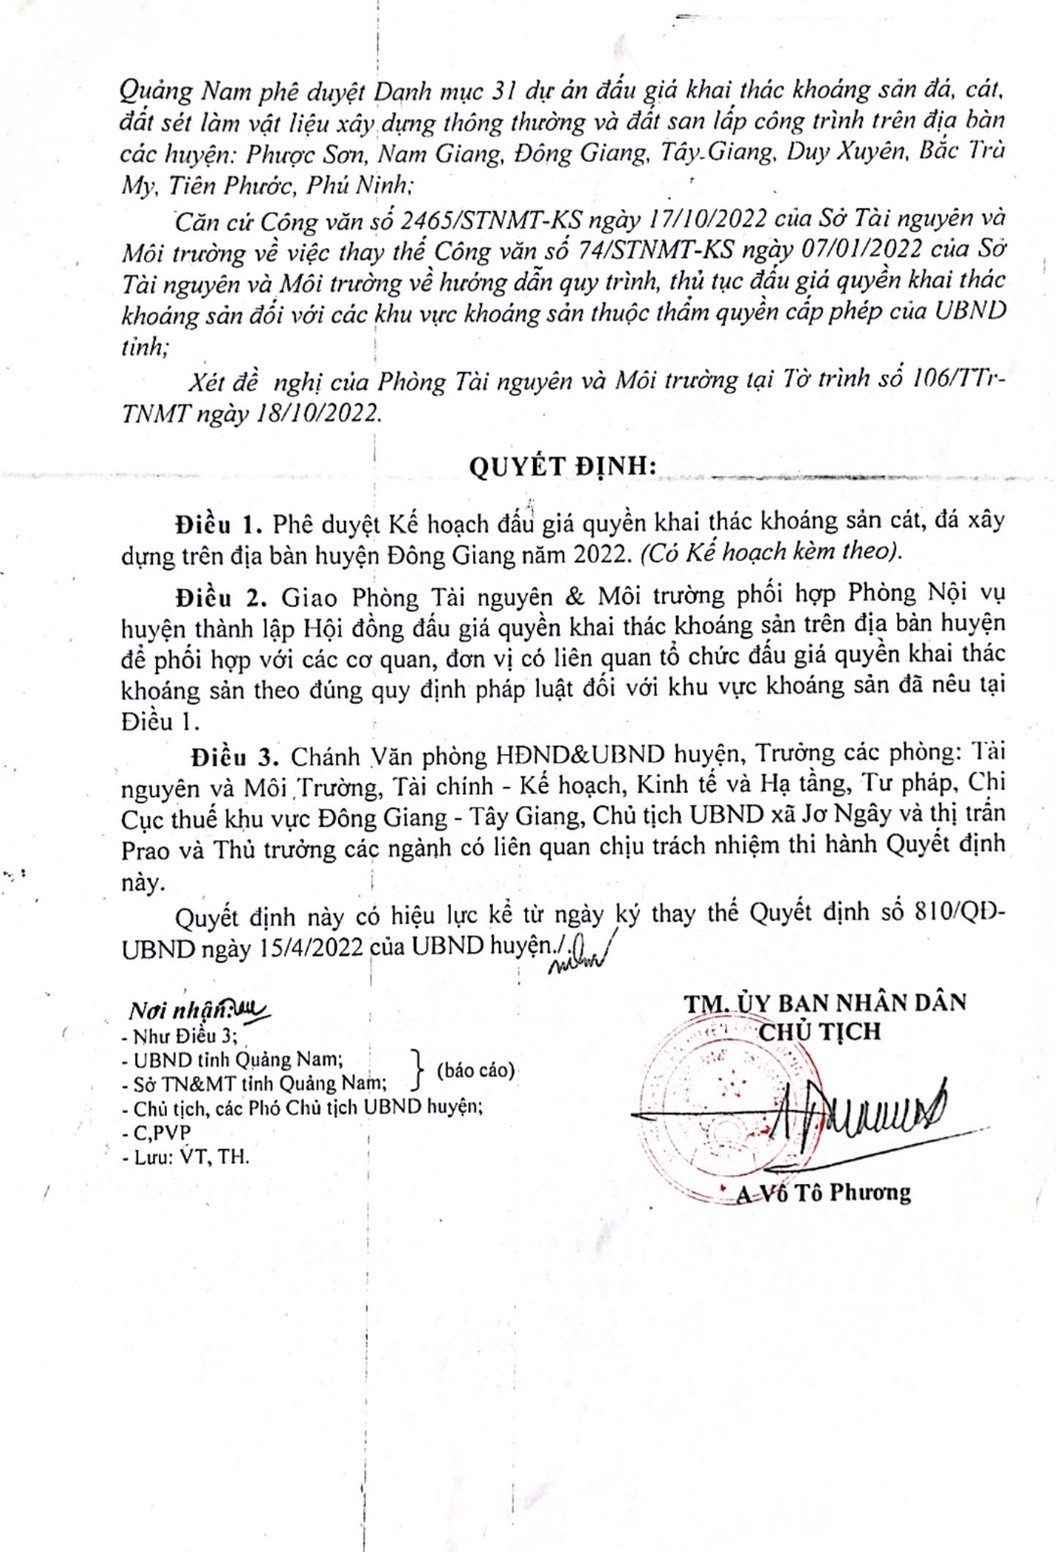 Quảng Nam phê duyệt Danh mục 31 dự án đấu giá khai thác khoáng sản đá, cát,
đất sét làm vật liệu xây dựng thông thường và đất san lấp công trình trên địa bàn
các huyện: Phước Sơn, Nam Giang, Đông Giang, Tây Giang, Duy Xuyên, Bắc Trà
My, Tiên Phước, Phú Ninh;
Căn cứ Công văn số 2465/STNMT-KS ngày 17/10/2022 của Sở Tài nguyên và
Môi trường về việc thay thế Công văn số 74/STNMT-KS ngày 07/01/2022 của Sở
Tài nguyên và Môi trường về hướng dẫn quy trình, thủ tục đấu giá quyền khai thác
khoáng sản đối với các khu vực khoáng sản thuộc thẩm quyền cấp phép của UBND
tỉnh;
Xét đề nghị của Phòng Tài nguyên và Môi trường tại Tờ trình số 106/TTr-
TNMT ngày 18/10/2022.
QUYẾT ĐỊNH:
Điều 1. Phê duyệt Kế hoạch đấu giá quyền khai thác khoáng sản cát, đá xây
dựng trên địa bàn huyện Đông Giang năm 2022. (Có Kế hoạch kèm theo).
Điều 2. Giao Phòng Tài nguyên & Môi trường phối hợp Phòng Nội vụ
huyện thành lập Hội đồng đấu giá quyền khai thác khoáng sản trên địa bàn huyện
để phối hợp với các cơ quan, đơn vị có liên quan tổ chức đấu giá quyền khai thác
khoáng sản theo đúng quy định pháp luật đối với khu vực khoáng sản đã nêu tại
Điều 1.
Điều 3. Chánh Văn phòng HĐND&UBND huyện, Trưởng các phòng: Tài
nguyên và Môi Trường, Tài chính - Kế hoạch, Kinh tế và Hạ tầng, Tư pháp, Chi
Cục thuế khu vực Đông Giang - Tây Giang, Chủ tịch UBND xã Jơ Ngây và thị trấn
Prao và Thủ trưởng các ngành có liên quan chịu trách nhiệm thi hành Quyết định
này.
Quyết định này có hiệu lực kể từ ngày ký thay thế Quyết định số 810/QĐ-
UBND ngày 15/4/2022 của UBND huyện./.
Nơi nhận:
- Như Điều 3;
- UBND tỉnh Quảng Nam;
- Sở TN&MT tỉnh Quảng Nam;
(báo cáo)
- Chủ tịch, các Phó Chủ tịch UBND huyện;
- C,PVP
- Lưu: VT, TH.
TM. ỦY BAN NHÂN DÂN
CHỦ TỊCH
A Vô Tô Phương